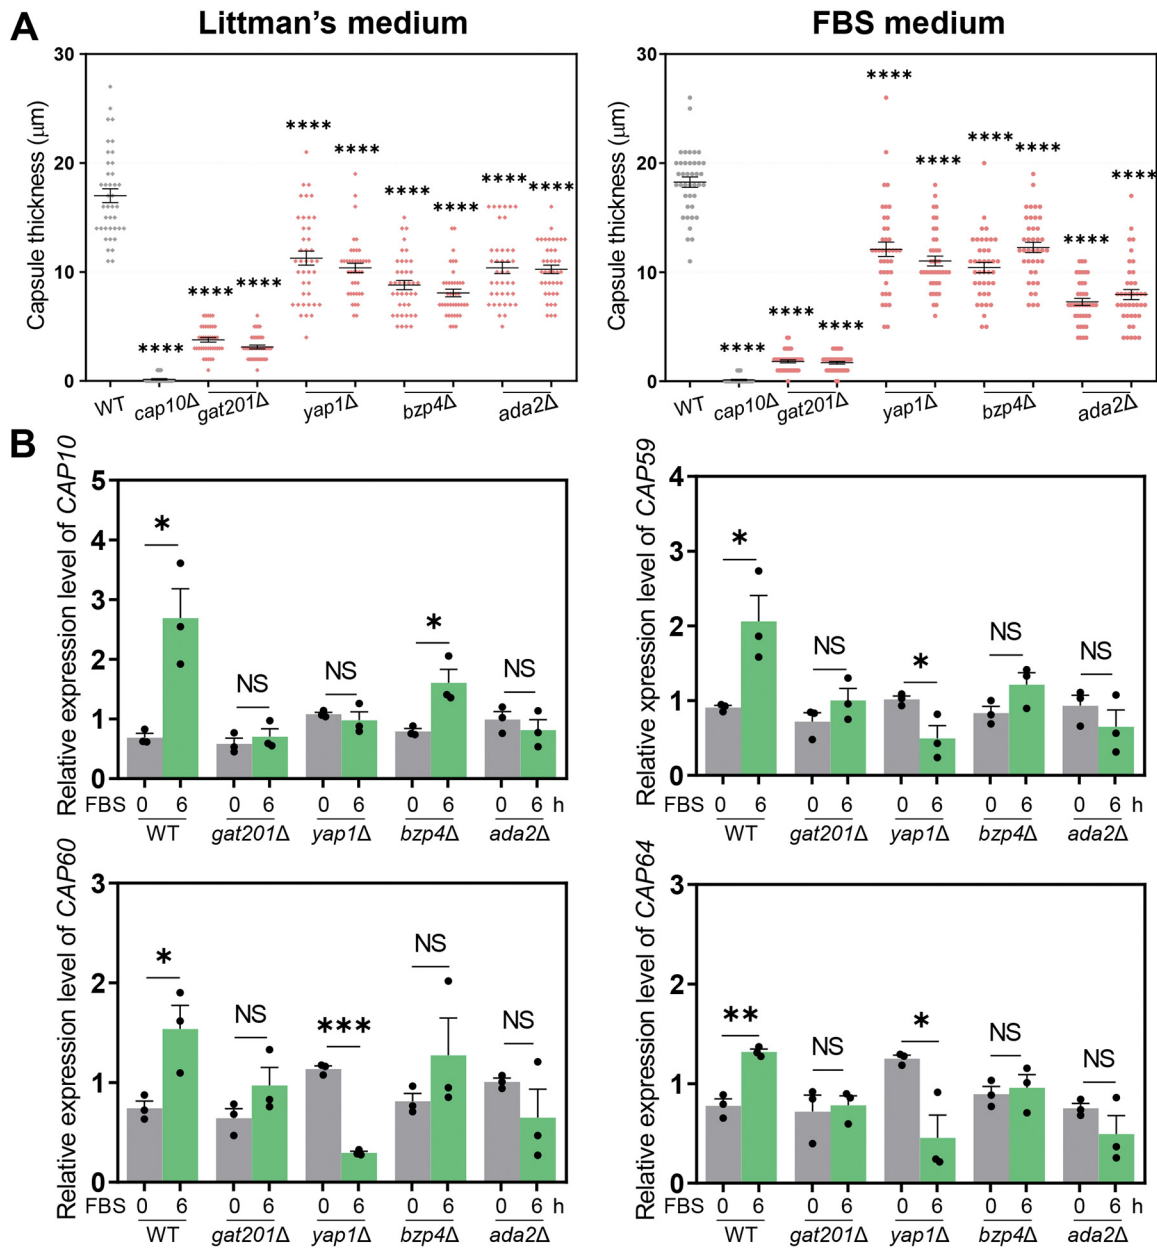 A
Littman's medium
FBS medium
Capsule thickness (μm)
30
20
10
0
**** **** **** **** **** **** **** **** ****
WT cap10Δ gat201Δ yap1Δ bzp4Δ ada2Δ
Capsule thickness (μm)
30
20
10
0
**** **** **** **** **** **** **** **** ****
WT cap10Δ gat201Δ yap1Δ bzp4Δ ada2Δ
B
Relative expression level of CAP10
5
4
3
2
1
0
* NS NS * NS
FBS 0 6 0 6 0 6 0 6 0 6 h
WT gat201Δ yap1Δ bzp4Δ ada2Δ
Relative xpression level of CAP59
4
3
2
1
0
* NS * NS NS
0 6 0 6 0 6 0 6 0 6 h
FBS
WT gat201Δ yap1Δ bzp4Δ ada2Δ
Relative expression level of CAP60
3
2
1
0
* NS *** NS NS
FBS 0 6 0 6 0 6 0 6 0 6 h
WT gat201Δ yap1Δ bzp4Δ ada2Δ
Relative expression level of CAP64
3
2
1
0
** NS * NS NS
FBS 0 6 0 6 0 6 0 6 0 6 h
WT gat201Δ yap1Δ bzp4Δ ada2Δ